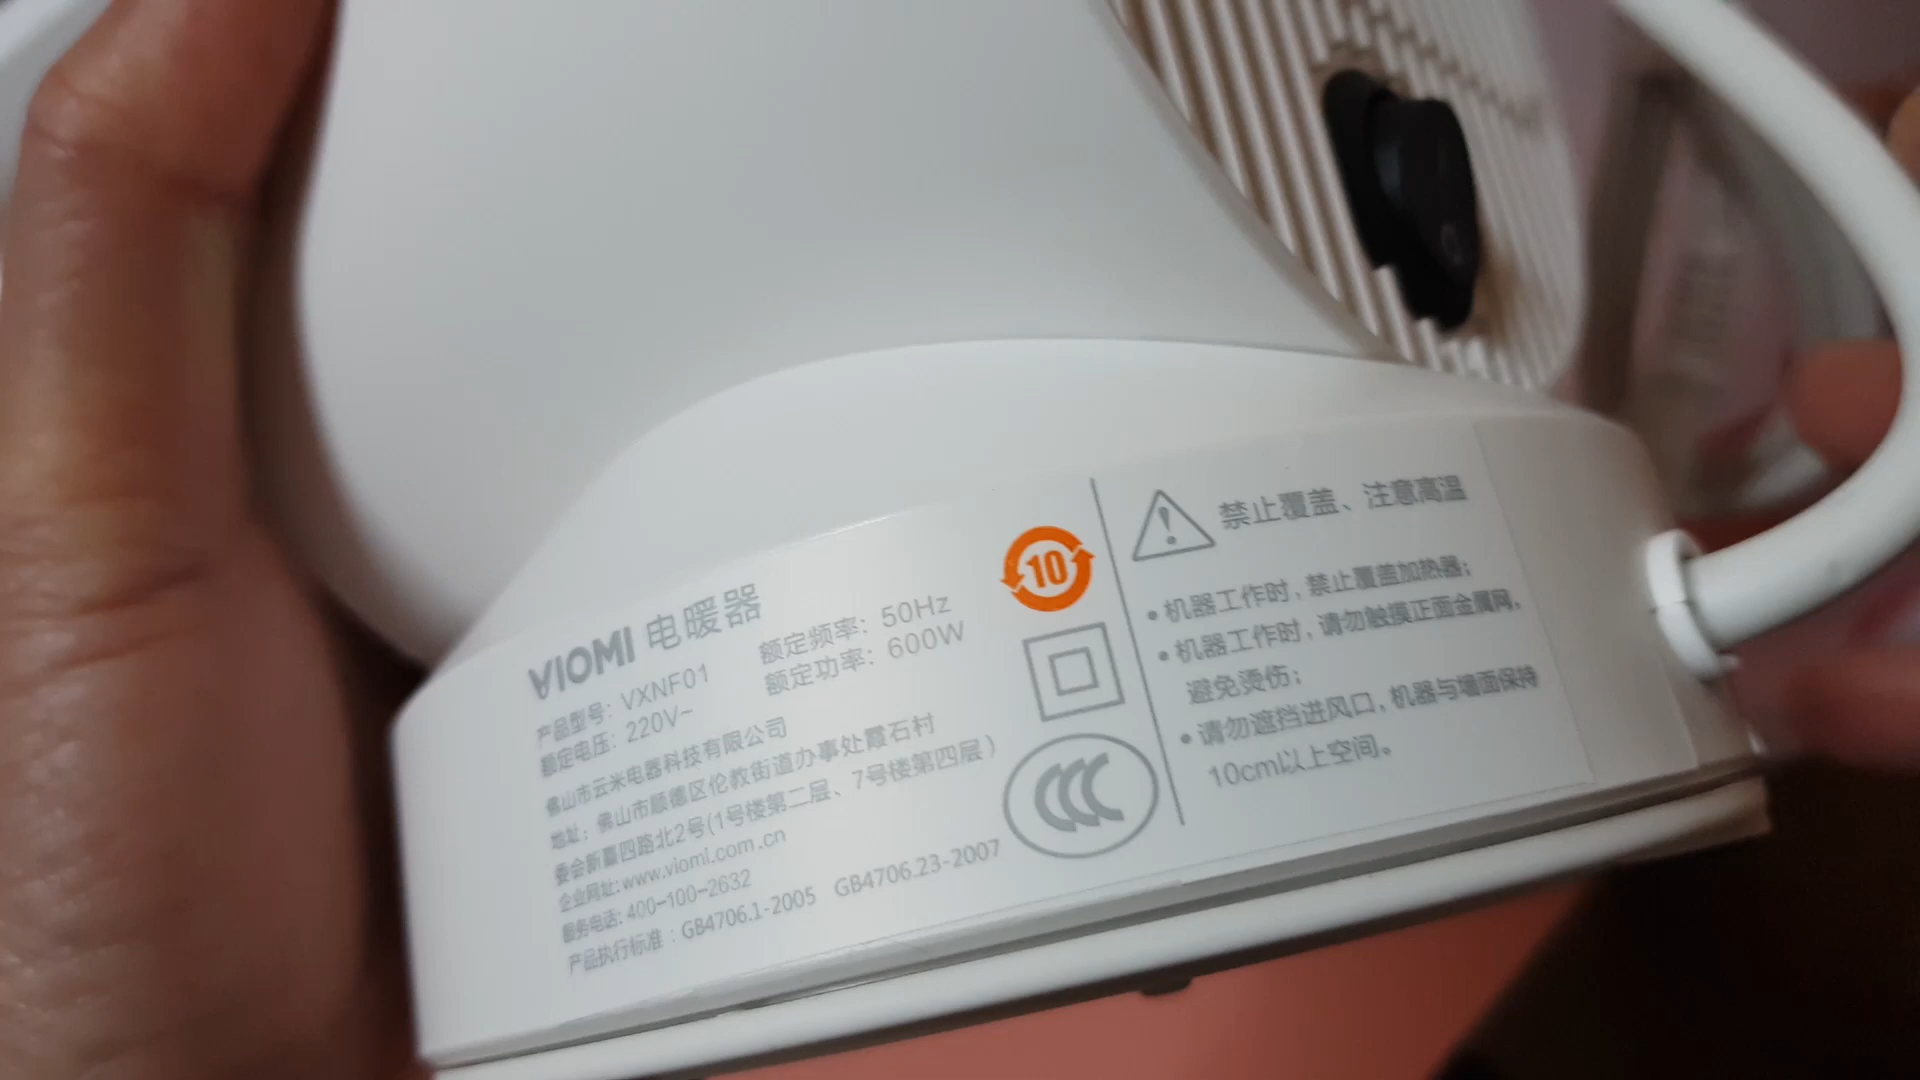 VIOMI 电暖器
产品型号: VXNF01
额定频率: 50Hz
额定电压: 220V~
额定功率: 600W
佛山市云米电器科技有限公司
地址: 佛山市顺德区伦教街道办事处霞石村
委会新熹四路北2号(1号楼第二层、7号楼第四层)
企业网址:www.viomi.com.cn
服务电话: 400-100-2632
产品执行标准: GB4706.1-2005 GB4706.23-2007
10
CCC
禁止覆盖、注意高温
• 机器工作时, 禁止覆盖加热器;
• 机器工作时, 请勿触摸正面金属网,
避免烫伤;
• 请勿遮挡进风口, 机器与墙面保持
10cm以上空间。